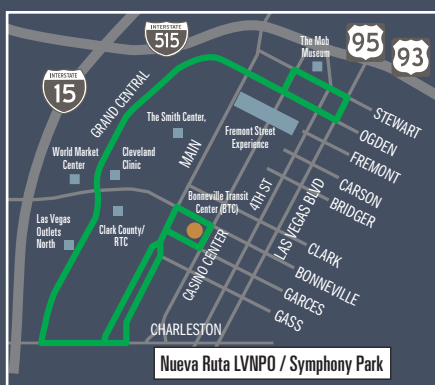 INTERSTATE
515
The Mob
Museum
95
93
INTERSTATE
15
GRAND CENTRAL
STEWART
The Smith Center,
MAIN
Fremont Street
Experience
OGDEN
FREMONT
World Market
Center
Cleveland
Clinic
CARSON
BRIDGER
4TH ST
LAS VEGAS BLVD
Bonneville Transit
Center (BTC)
Las Vegas
Outlets
North
Clark County/
RTC
CASINO CENTER
CLARK
BONNEVILLE
GARCES
GASS
CHARLESTON
Nueva Ruta LVNPO / Symphony Park